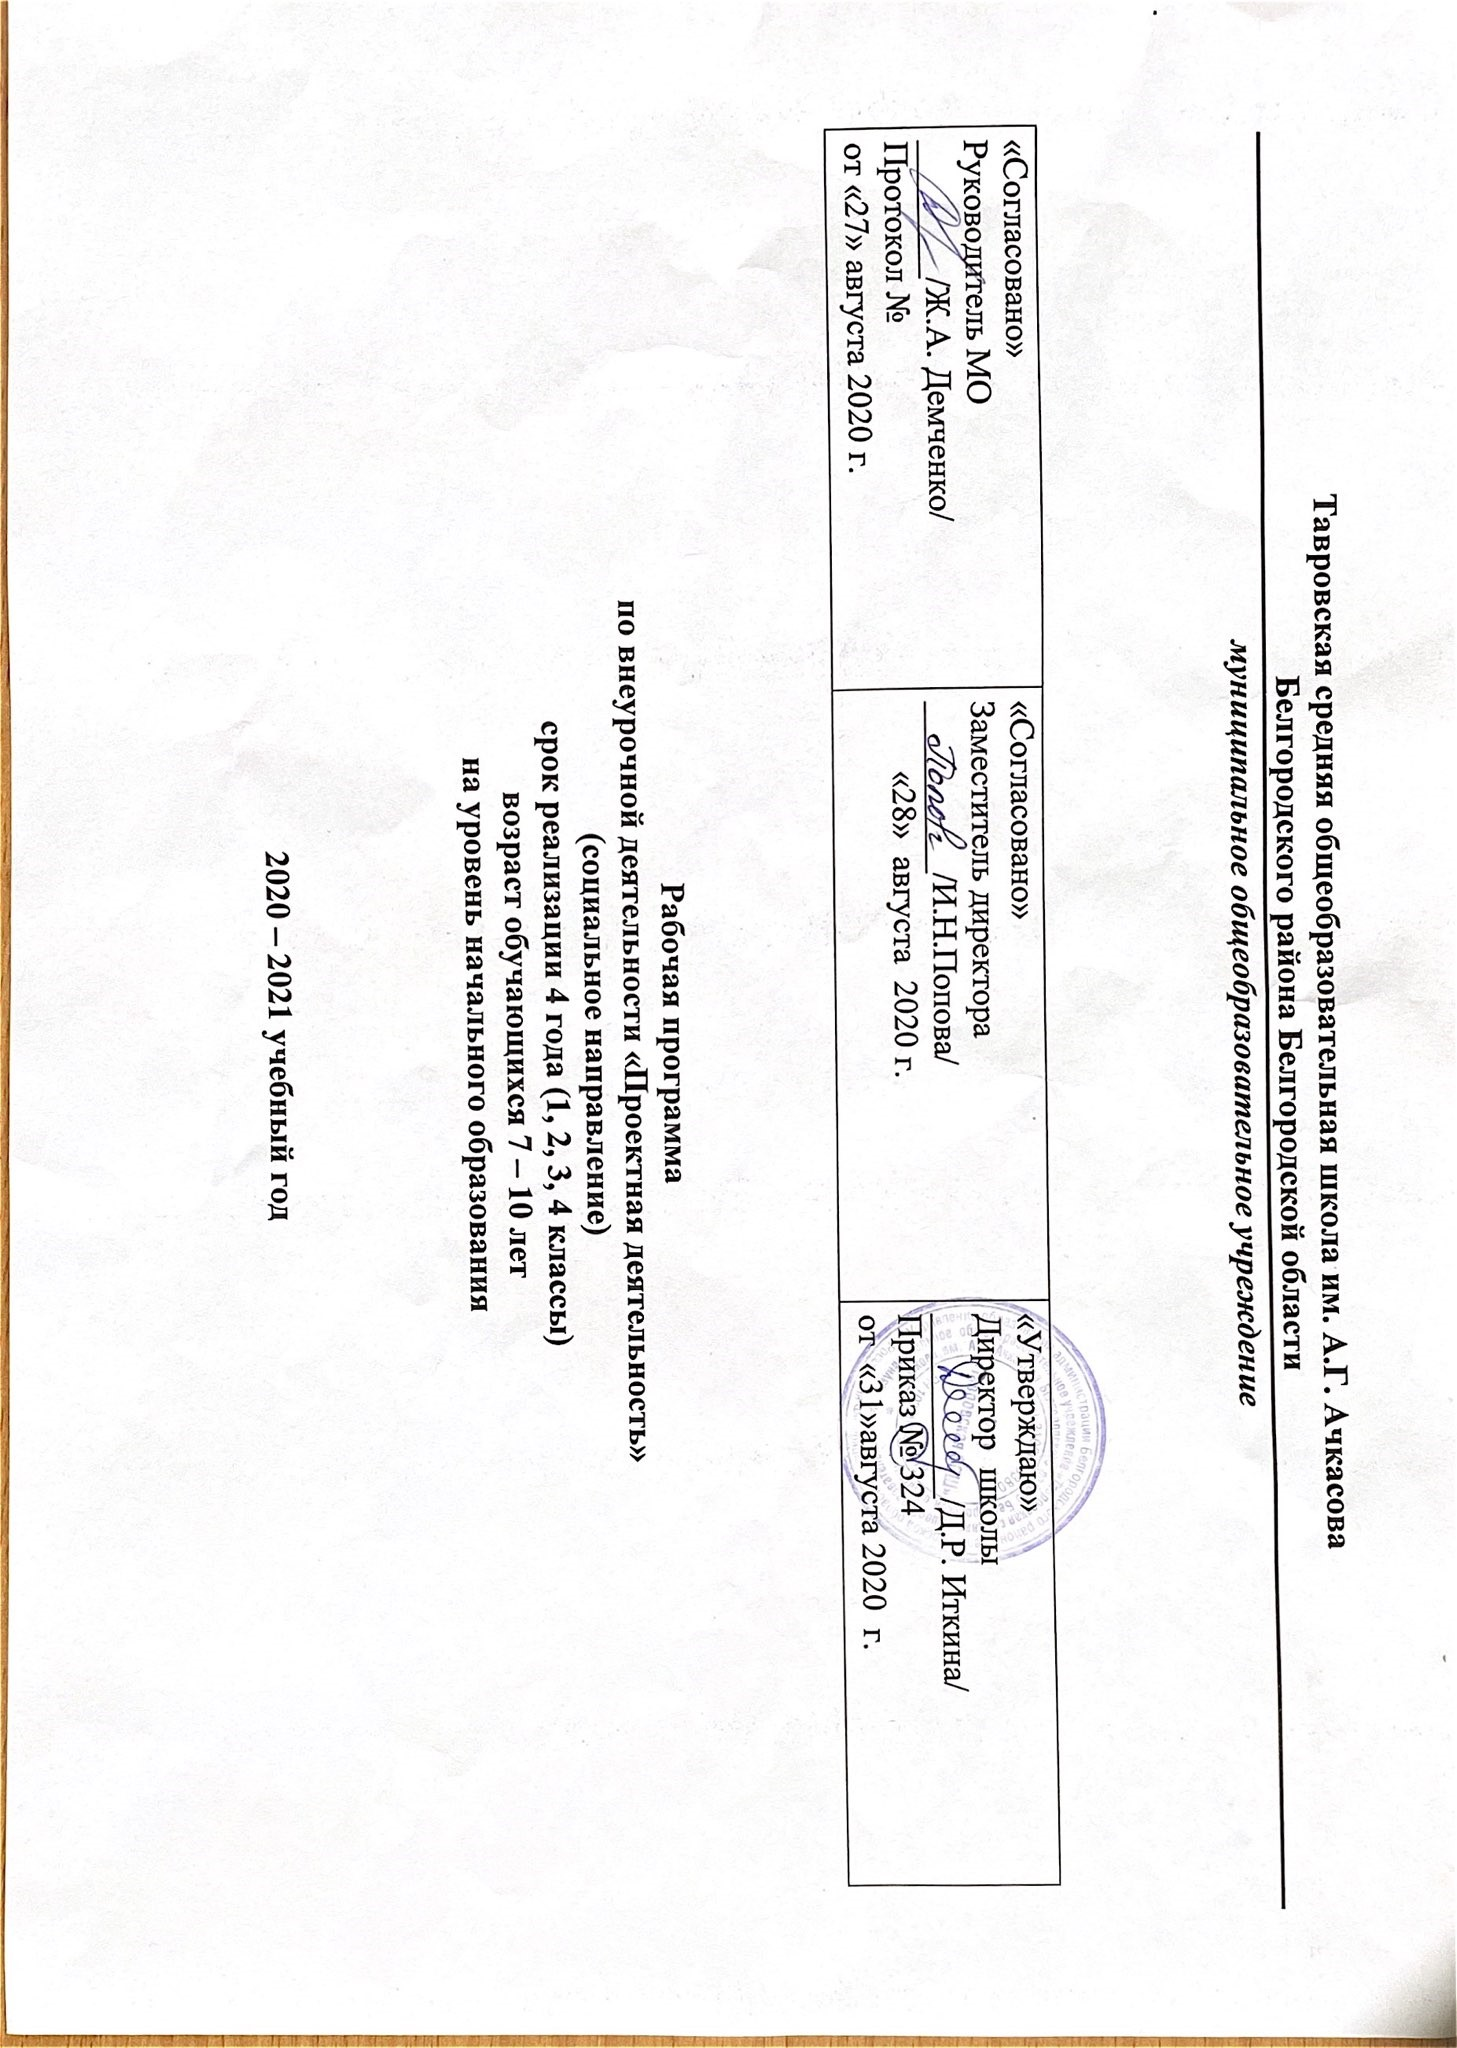 Тавровская средняя общеобразовательная школа им. А.Г. Ачкасова
Белгородского района Белгородской области
муниципальное общеобразовательное учреждение
«Согласовано»
Руководитель МО
/Ж.А. Демченко/
Протокол №
от «27» августа 2020 г.
«Согласовано»
Заместитель директора
/И.Н.Попова/
«28» августа 2020 г.
«Утверждаю»
Директор школы
/Д.Р. Иткина/
Приказ № 324
от «31»августа 2020 г.
Рабочая программа
по внеурочной деятельности «Проектная деятельность»
(социальное направление)
срок реализации 4 года (1, 2, 3, 4 классы)
возраст обучающихся 7 – 10 лет
на уровень начального образования
2020 – 2021 учебный год